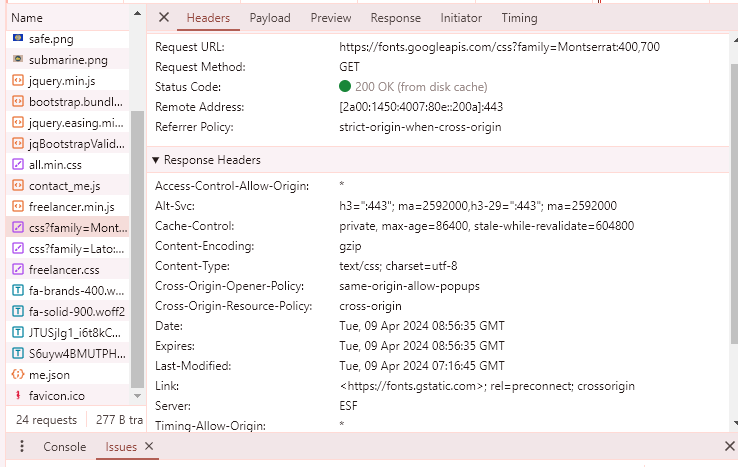 Name
Headers Payload Preview Response Initiator Timing
safe.png
submarine.png
jquery.min.js
bootstrap.bundl...
jquery.easing.mi...
jqBootstrapValid...
all.min.css
contact_me.js
freelancer.min.js
css?family=Mont...
css?family=Lato:...
freelancer.css
fa-brands-400.w...
fa-solid-900.woff2
JTUSjIg1_i6t8kC...
S6uyw4BMUTPH...
me.json
favicon.ico
24 requests 277 B tra
Request URL: https://fonts.googleapis.com/css?family=Montserrat:400,700
Request Method: GET
Status Code: 200 OK (from disk cache)
Remote Address: [2a00:1450:4007:80e::200a]:443
Referrer Policy: strict-origin-when-cross-origin
Response Headers
Access-Control-Allow-Origin: *
Alt-Svc: h3=":443"; ma=2592000,h3-29=":443"; ma=2592000
Cache-Control: private, max-age=86400, stale-while-revalidate=604800
Content-Encoding: gzip
Content-Type: text/css; charset=utf-8
Cross-Origin-Opener-Policy: same-origin-allow-popups
Cross-Origin-Resource-Policy: cross-origin
Date: Tue, 09 Apr 2024 08:56:35 GMT
Expires: Tue, 09 Apr 2024 08:56:35 GMT
Last-Modified: Tue, 09 Apr 2024 07:16:45 GMT
Link: <https://fonts.gstatic.com>; rel=preconnect; crossorigin
Server: ESF
Timing-Allow-Origin: *
Console Issues